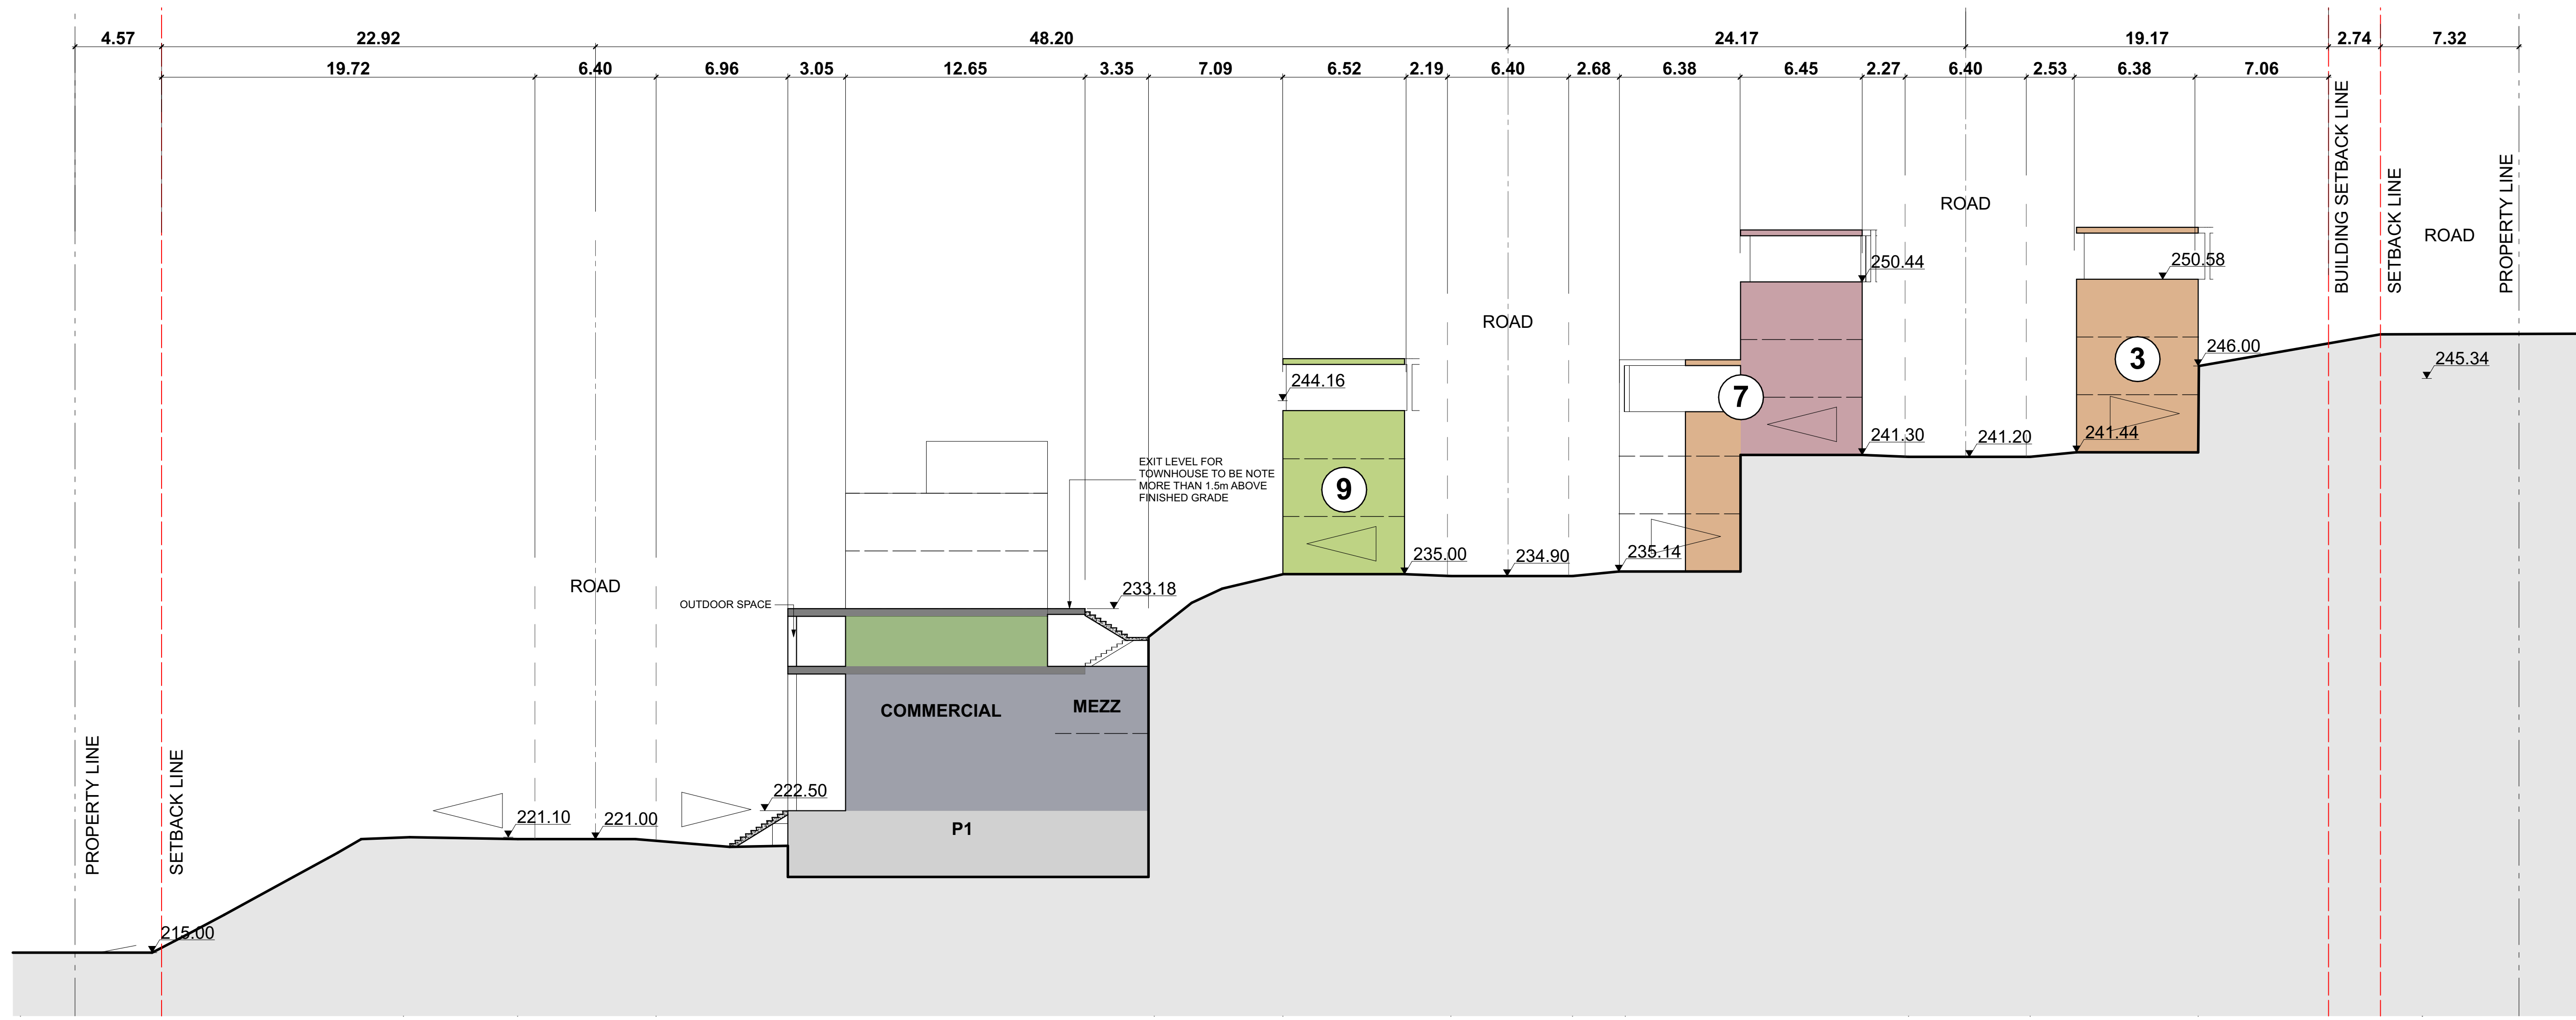 4.57 22.92 48.20 24.17 19.17 2.74 7.32
19.72 6.40 6.96 3.05 12.65 3.35 7.09 6.52 2.19 6.40 2.68 6.38 6.45 2.27 6.40 2.53 6.38 7.06
BUILDING SETBACK LINE
SETBACK LINE
PROPERTY LINE
ROAD
ROAD
250.44
250.58
ROAD
246.00
245.34
3
244.16
7
241.30
241.20
241.44
EXIT LEVEL FOR
TOWNHOUSE TO BE NOTE
MORE THAN 1.5m ABOVE
FINISHED GRADE
9
235.00
234.90
235.14
ROAD
233.18
OUTDOOR SPACE
COMMERCIAL
MEZZ
PROPERTY LINE
SETBACK LINE
222.50
221.10
221.00
P1
215.00